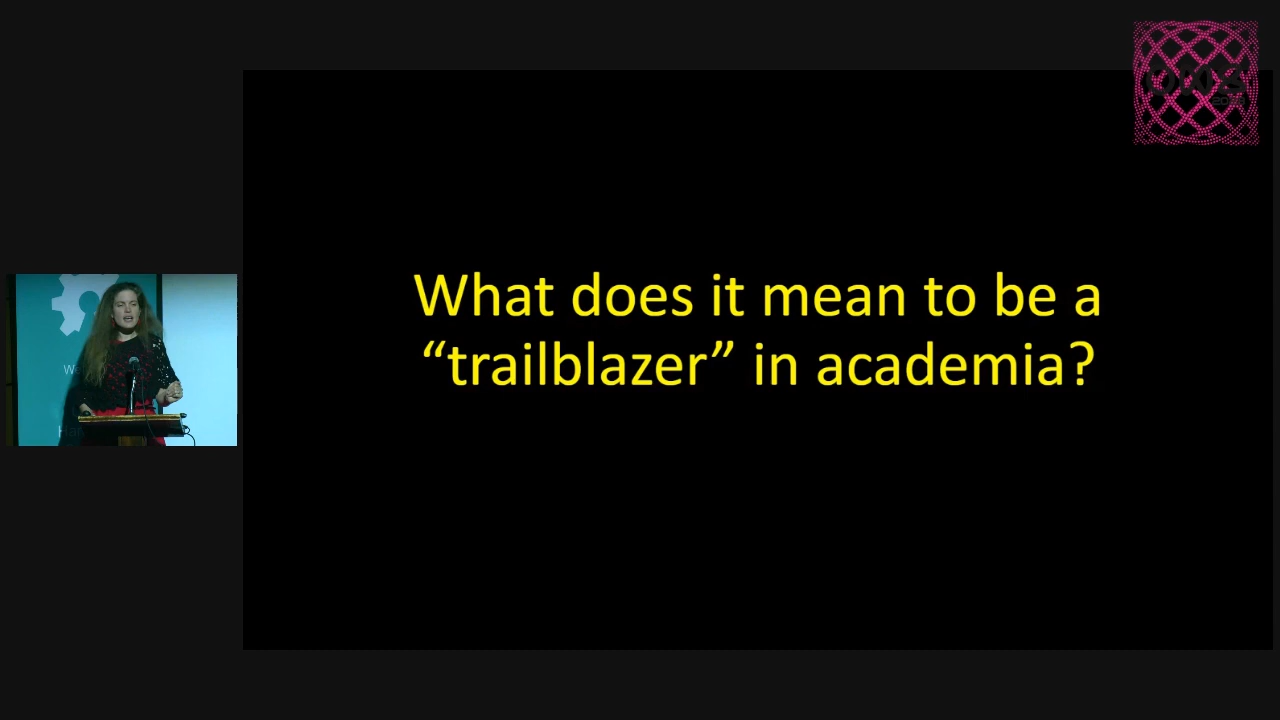 What does it mean to be a
“trailblazer” in academia?